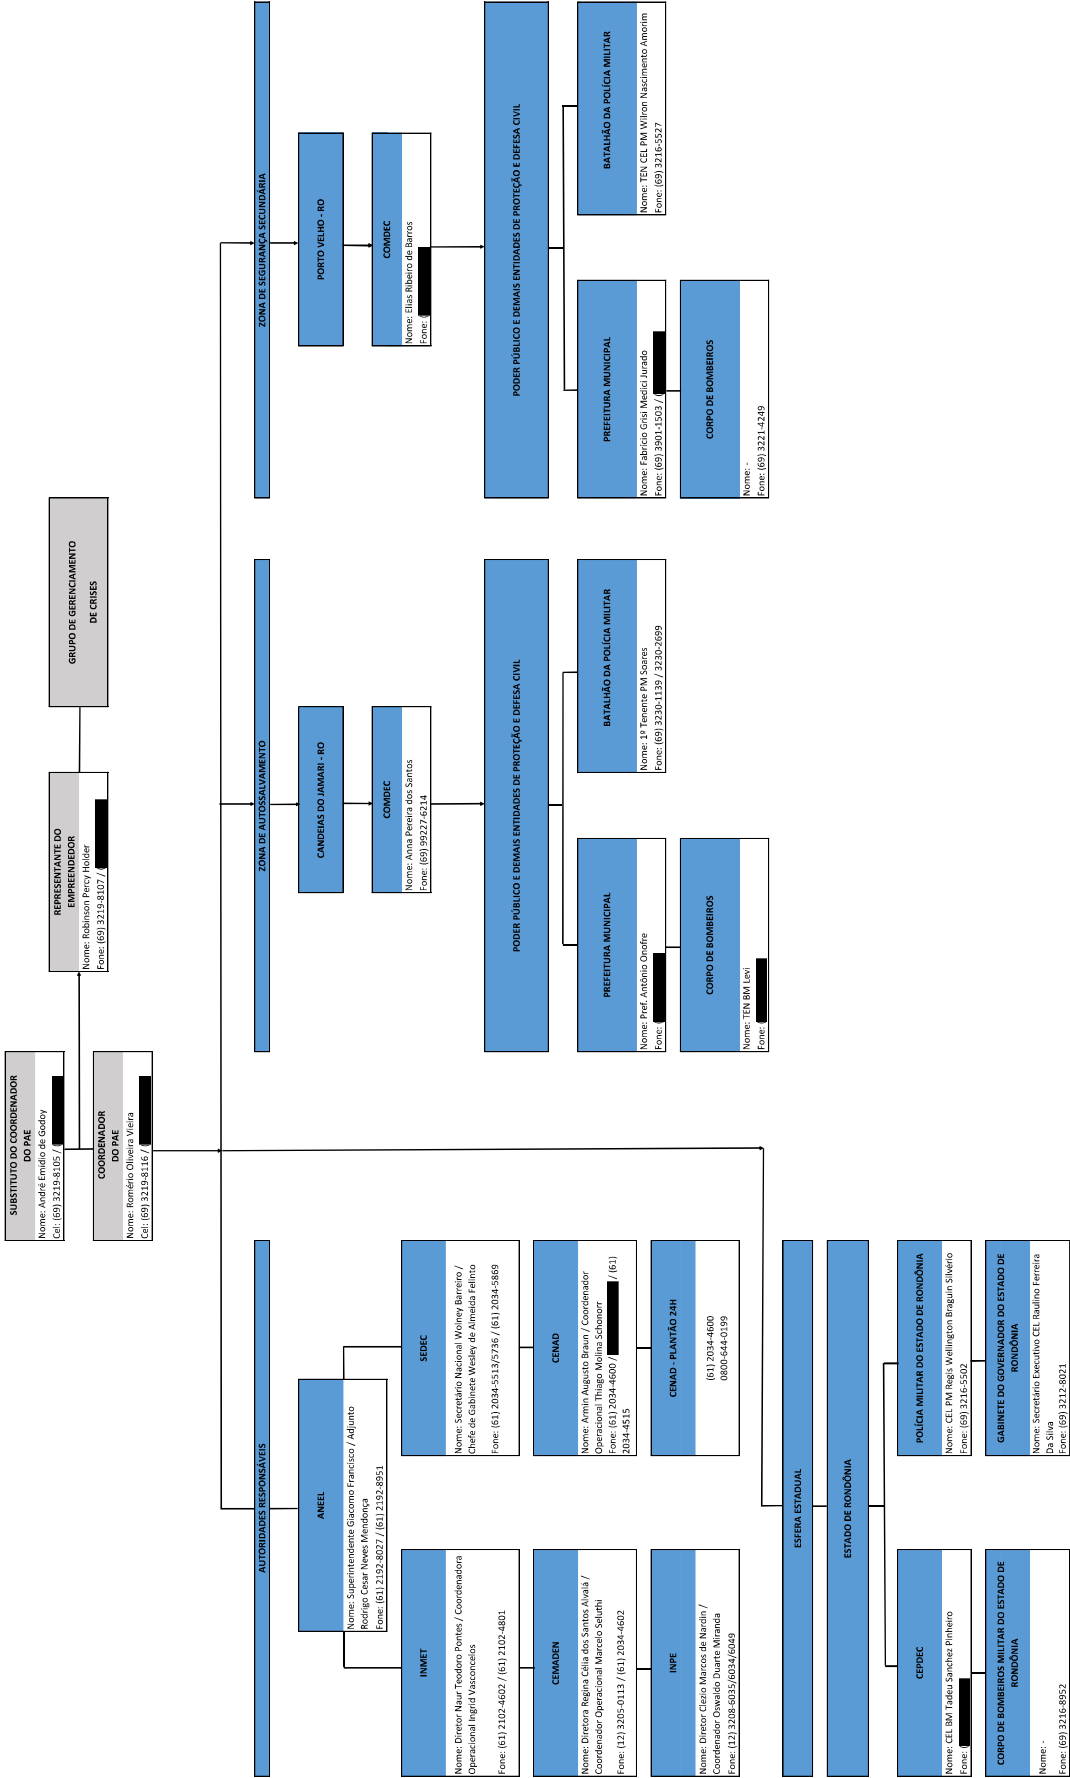 SUBSTITUTO DO COORDENADOR
DO PAE
Nome: André Emídio de Godoy
Cel: (69) 3219-8105 / (
COORDENADOR
DO PAE
Nome: Romério Oliveira Vieira
Cel: (69) 3219-8116 / (
REPRESENTANTE DO
EMPREENDEDOR
Nome: Robinson Percy Holder
Fone: (69) 3219-8107 / (
GRUPO DE GERENCIAMENTO
DE CRISES
AUTORIDADES RESPONSÁVEIS
ANEEL
Nome: Superintendente Giacomo Francisco / Adjunto
Rodrigo Cesar Neves Mendonça
Fone: (61) 2192-8027 / (61) 2192-8951
INMET
Nome: Diretor Naur Teodoro Pontes / Coordenadora
Operacional Ingrid Vasconcelos
Fone: (61) 2102-4602 / (61) 2102-4801
CEMADEN
Nome: Diretora Regina Célia dos Santos Alvalá /
Coordenador Operacional Marcelo Seluthi
Fone: (12) 3205-0113 / (61) 2034-4602
INPE
Nome: Diretor Clezio Marcos de Nardin /
Coordenador Oswaldo Duarte Miranda
Fone: (12) 3208-6035/6034/6049
SEDEC
Nome: Secretário Nacional Wolney Barreiro /
Chefe de Gabinete Wesley de Almeida Felinto
Fone: (61) 2034-5513/5736 / (61) 2034-5869
CENAD
Nome: Armin Augusto Braun / Coordenador
Operacional Thiago Molina Schonorr
Fone: (61) 2034-4600 / / (61)
2034-4515
CENAD - PLANTÃO 24H
(61) 2034-4600
0800-644-0199
ZONA DE AUTOSSALVAMENTO
CANDEIAS DO JAMARI - RO
COMDEC
Nome: Anna Pereira dos Santos
Fone: (69) 99227-6214
PODER PÚBLICO E DEMAIS ENTIDADES DE PROTEÇÃO E DEFESA CIVIL
PREFEITURA MUNICIPAL
Nome: Pref. Antônio Onofre
Fone: (
CORPO DE BOMBEIROS
Nome: TEN BM Levi
Fone: (
BATALHÃO DA POLÍCIA MILITAR
Nome: 1º Tenente PM Soares
Fone: (69) 3230-1139 / 3230-2699
ZONA DE SEGURANÇA SECUNDÁRIA
PORTO VELHO - RO
COMDEC
Nome: Elias Ribeiro de Barros
Fone: (
PODER PÚBLICO E DEMAIS ENTIDADES DE PROTEÇÃO E DEFESA CIVIL
PREFEITURA MUNICIPAL
Nome: Fabrício Grisi Medici Jurado
Fone: (69) 3901-1503 / (
CORPO DE BOMBEIROS
Nome: -
Fone: (69) 3221-4249
BATALHÃO DA POLÍCIA MILITAR
Nome: TEN CEL PM Wilron Nascimento Amorim
Fone: (69) 3216-5527
ESFERA ESTADUAL
ESTADO DE RONDÔNIA
CEPDEC
Nome: CEL BM Tadeu Sanchez Pinheiro
Fone: (
CORPO DE BOMBEIROS MILITAR DO ESTADO DE
RONDÔNIA
Nome: -
Fone: (69) 3216-8952
POLÍCIA MILITAR DO ESTADO DE RONDÔNIA
Nome: CEL PM Regis Wellington Braguin Silvério
Fone: (69) 3216-5502
GABINETE DO GOVERNADOR DO ESTADO DE
RONDÔNIA
Nome: Secretário Executivo CEL Raulino Ferreira
Da Silva
Fone: (69) 3212-8021